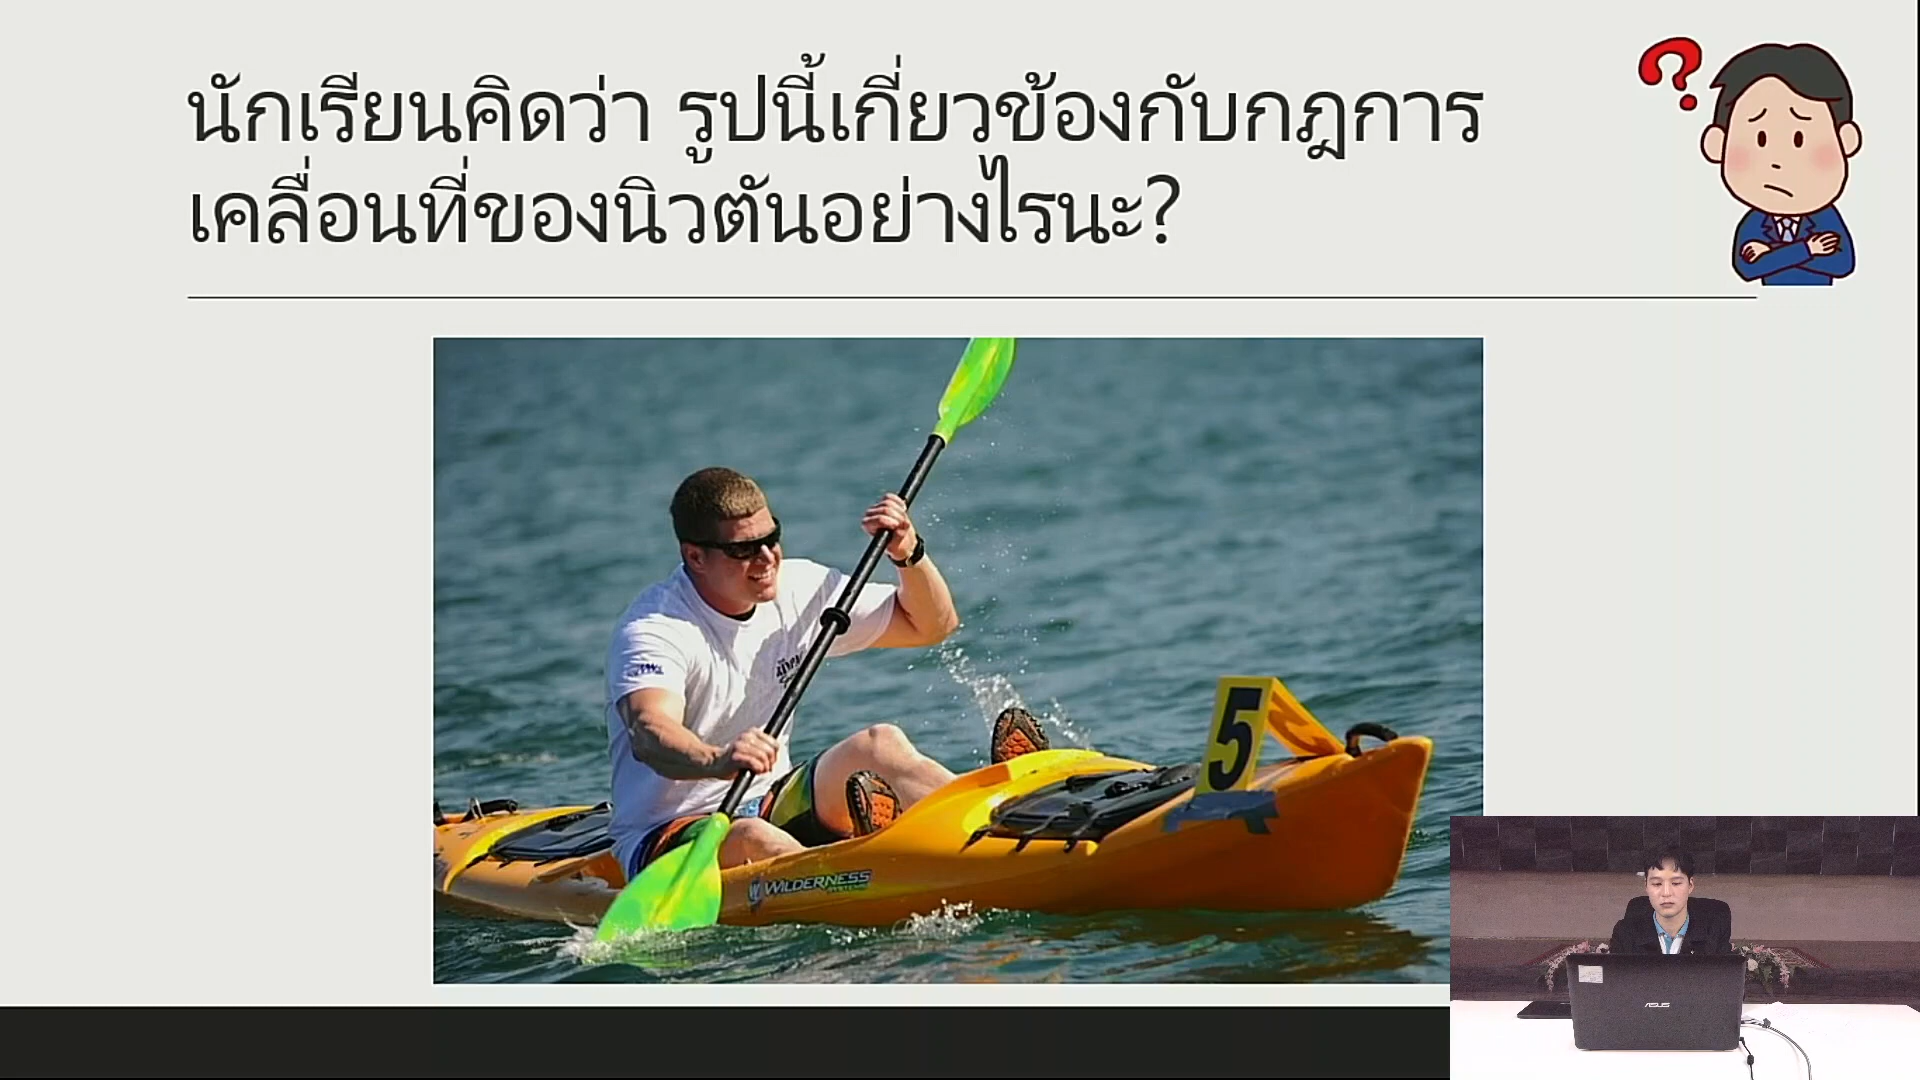 นักเรียนคิดว่า รูปนี้เกี่ยวข้องกับกฎการ
เคลื่อนที่ของนิวตันอย่างไรนะ?
5
WILDERNESS
SYSTEMS
ASUS